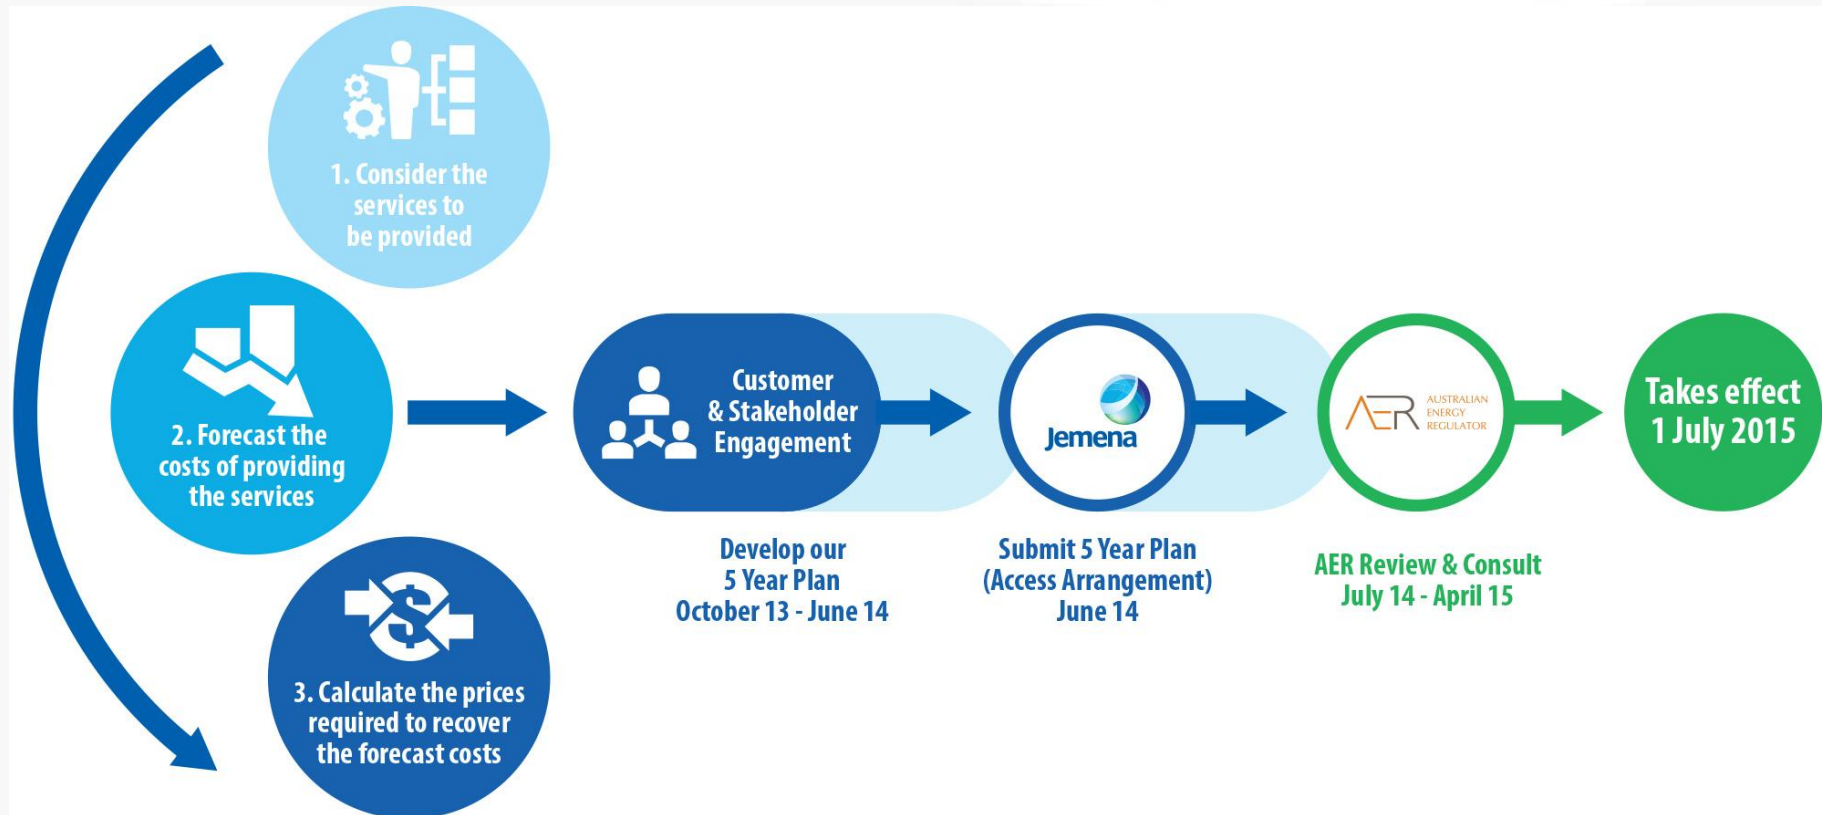 1. Consider the
services to
be provided
2. Forecast the
costs of providing
the services
3. Calculate the prices
required to recover
the forecast costs
Customer
& Stakeholder
Engagement
Develop our
5 Year Plan
October 13 - June 14
Jemena
Submit 5 Year Plan
(Access Arrangement)
June 14
AER
AUSTRALIAN
ENERGY
REGULATOR
AER Review & Consult
July 14 - April 15
Takes effect
1 July 2015